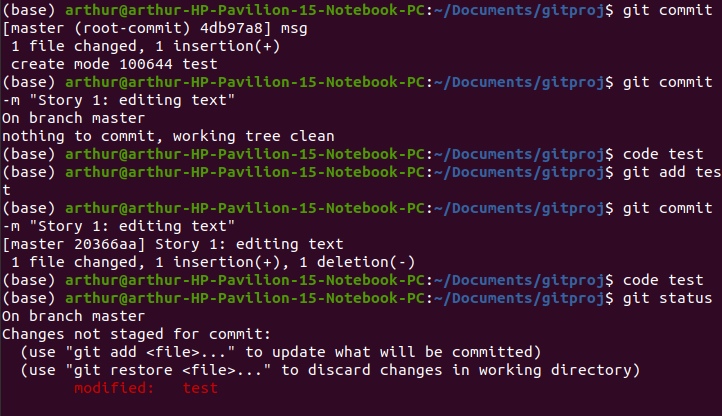 (base) arthur@arthur-HP-Pavilion-15-Notebook-PC:~/Documents/gitproj$ git commit
[master (root-commit) 4db97a8] msg
 1 file changed, 1 insertion(+)
 create mode 100644 test
(base) arthur@arthur-HP-Pavilion-15-Notebook-PC:~/Documents/gitproj$ git commit
-m "Story 1: editing text"
On branch master
nothing to commit, working tree clean
(base) arthur@arthur-HP-Pavilion-15-Notebook-PC:~/Documents/gitproj$ code test
(base) arthur@arthur-HP-Pavilion-15-Notebook-PC:~/Documents/gitproj$ git add tes
t
(base) arthur@arthur-HP-Pavilion-15-Notebook-PC:~/Documents/gitproj$ git commit
-m "Story 1: editing text"
[master 20366aa] Story 1: editing text
 1 file changed, 1 insertion(+), 1 deletion(-)
(base) arthur@arthur-HP-Pavilion-15-Notebook-PC:~/Documents/gitproj$ code test
(base) arthur@arthur-HP-Pavilion-15-Notebook-PC:~/Documents/gitproj$ git status
On branch master
Changes not staged for commit:
  (use "git add <file>..." to update what will be committed)
  (use "git restore <file>..." to discard changes in working directory)
        modified:   test